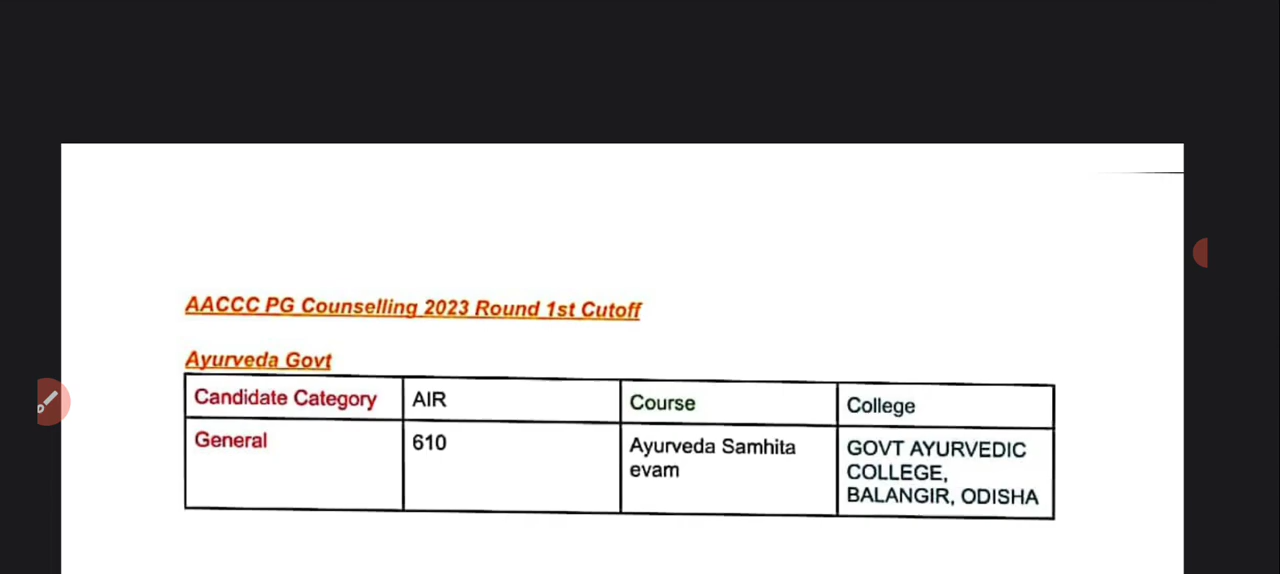 AACCC PG Counselling 2023 Round 1st Cutoff
Ayurveda Govt
Candidate Category AIR Course College
General 610 Ayurveda Samhita evam GOVT AYURVEDIC COLLEGE, BALANGIR, ODISHA